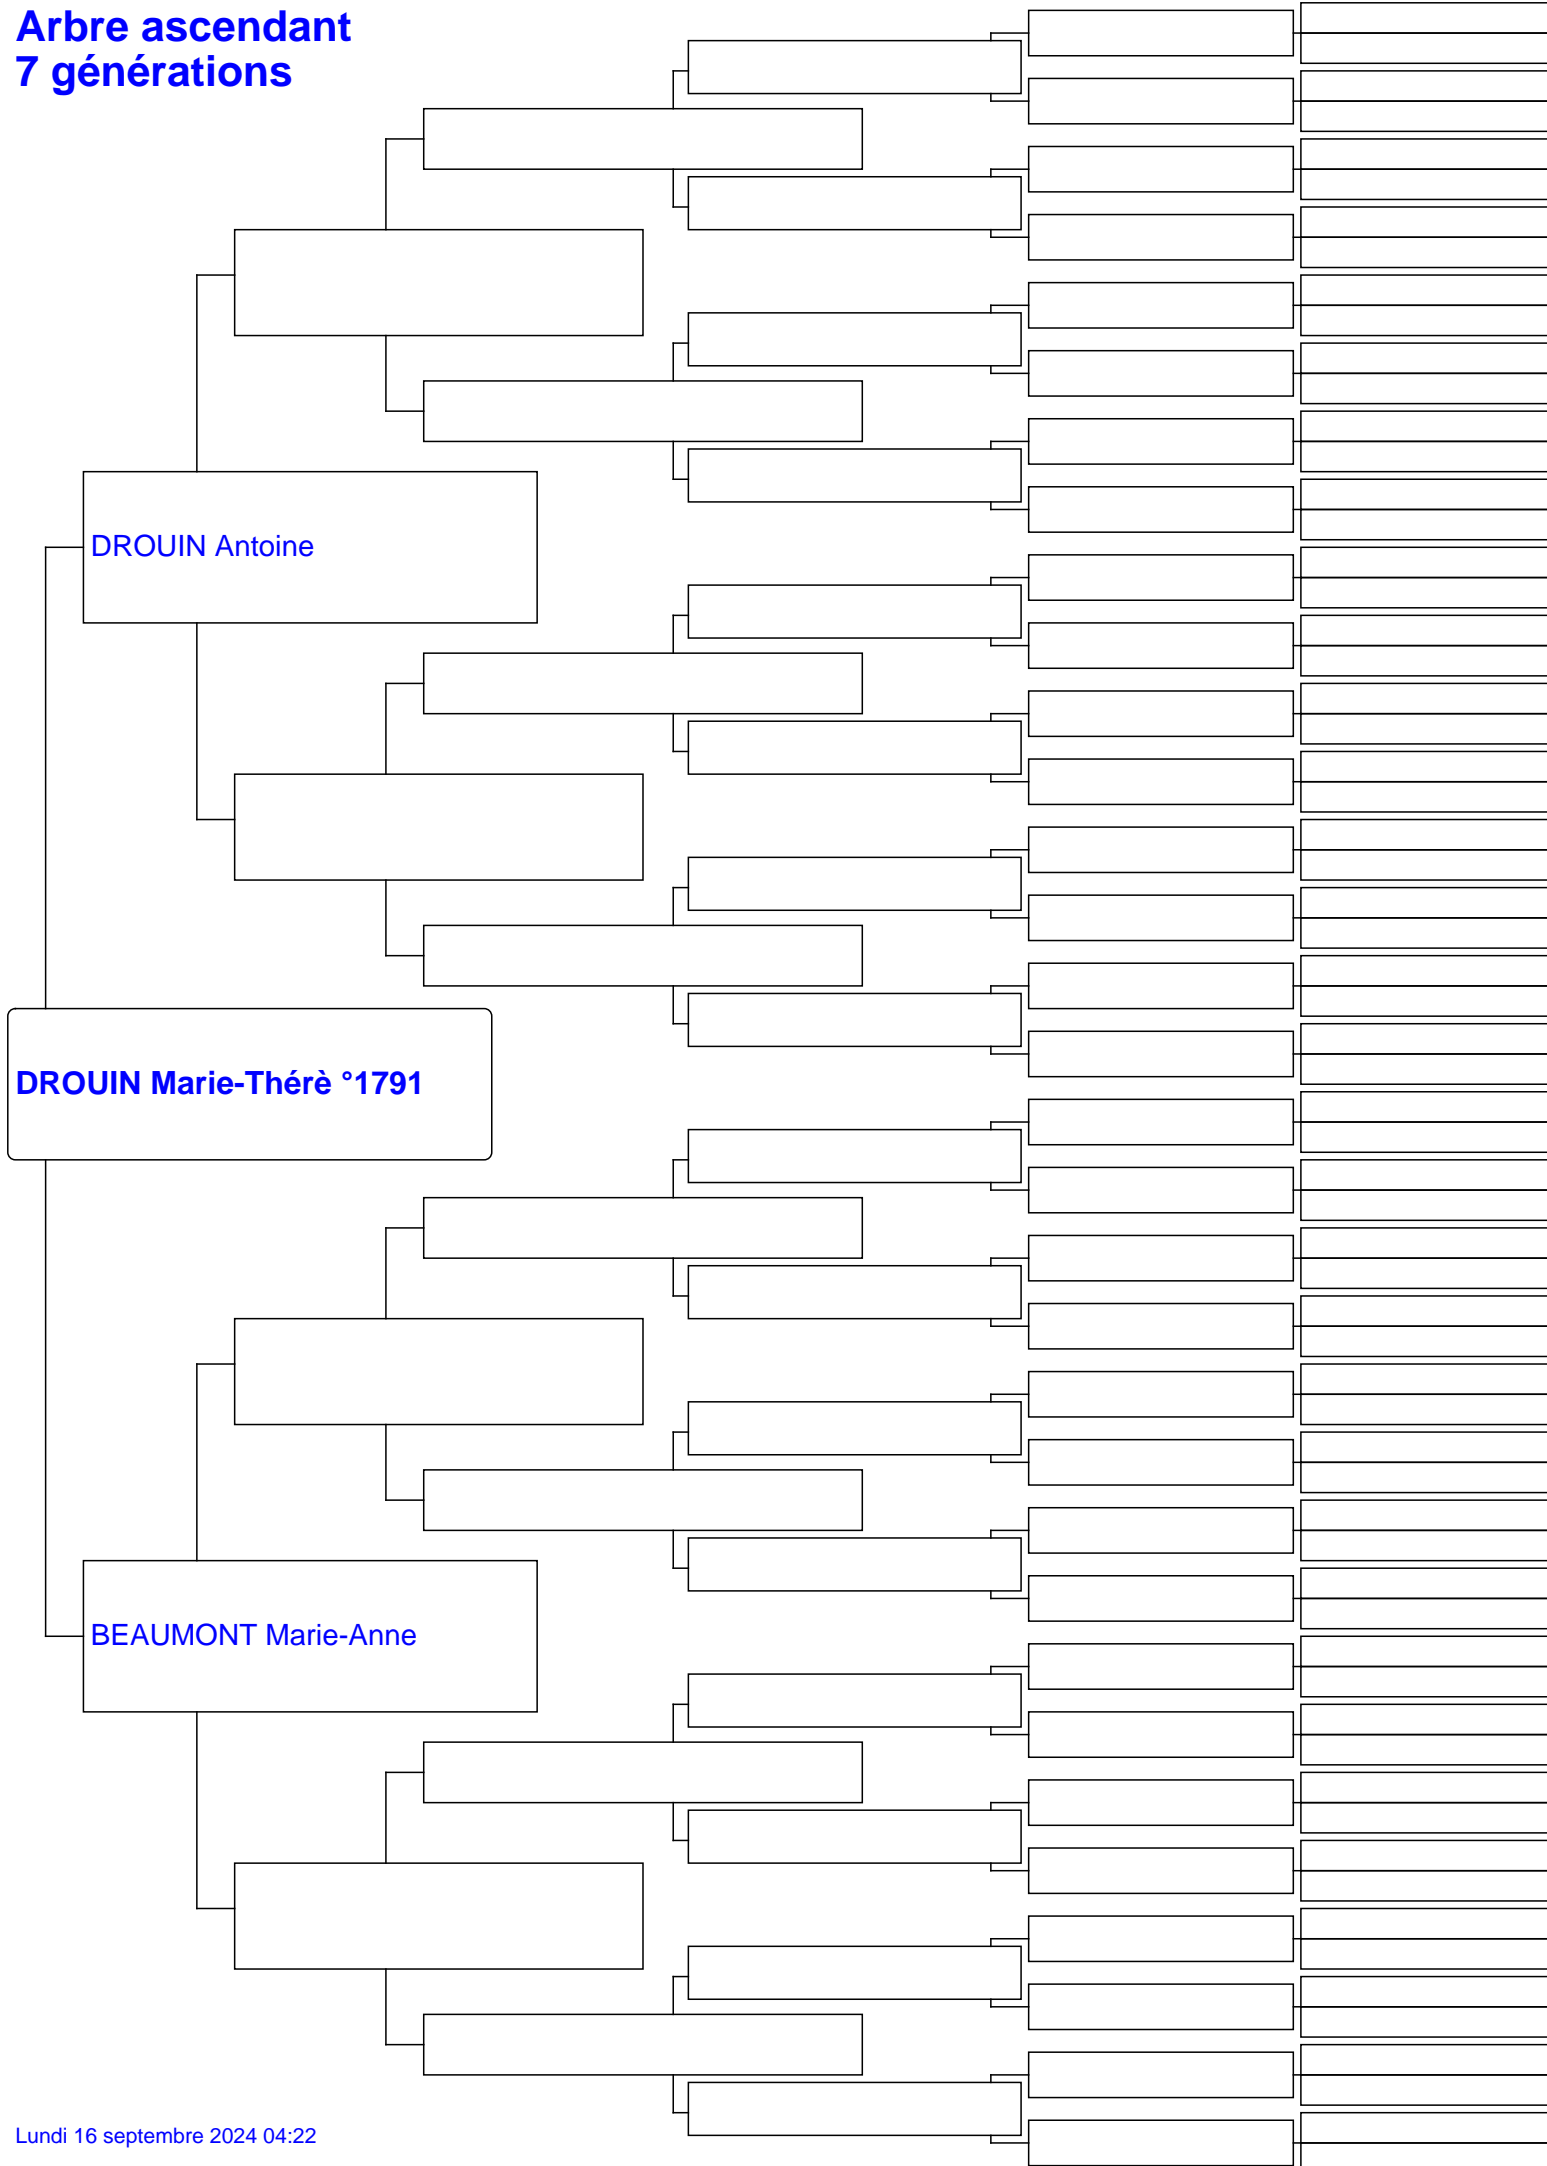 Arbre ascendant
7 générations
DROUIN Antoine
DROUIN Marie-Thérè °1791
BEAUMONT Marie-Anne
Lundi 16 septembre 2024 04:22